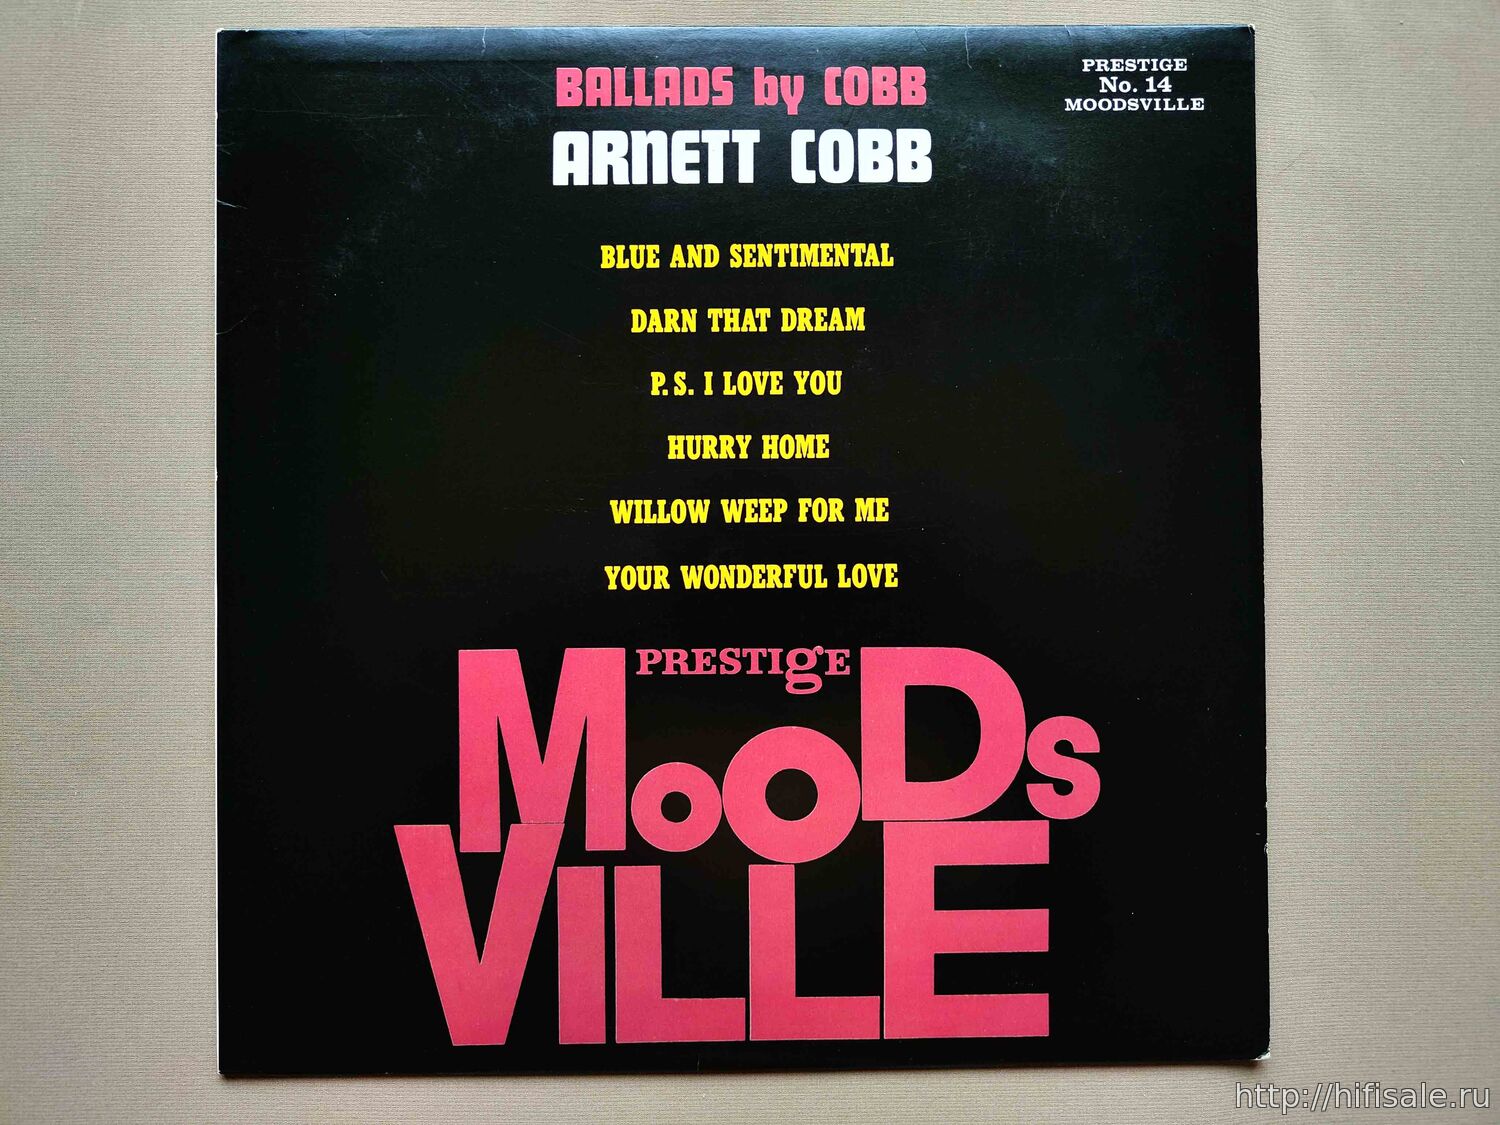 BALLADS by COBB
ARNETT COBB
PRESTIGE
No. 14
MOODSVILLE
BLUE AND SENTIMENTAL
DARN THAT DREAM
P.S. I LOVE YOU
HURRY HOME
WILLOW WEEP FOR ME
YOUR WONDERFUL LOVE
PRESTIgE
MOODs
VILLE
http://hifisale.ru